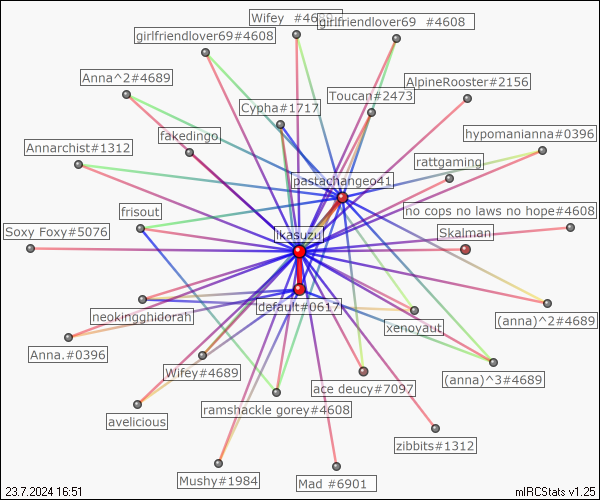 Wifey #4689
girlfriendlover69 #4608
girlfriendlover69#4608
Anna^2#4689
AlpineRooster#2156
Toucan#2473
Cypha#1717
fakedingo
hypomanianna#0396
Annarchist#1312
rattgaming
pastachangeo41
frisout
no cops no laws no hope#4608
Soxy Foxy#5076
ikasuzu
Skalman
default#0617
neokingghidorah
(anna)^2#4689
xenoyaut
Anna.#0396
Wifey#4689
(anna)^3#4689
ace deucy#7097
ramshackle gorey#4608
avelicious
zibbits#1312
Mushy#1984
Mad #6901
23.7.2024 16:51
mIRCStats v1.25